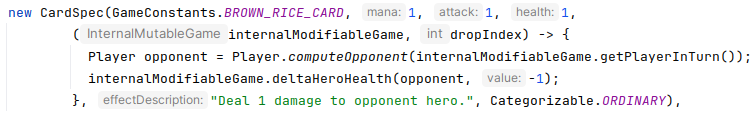 new CardSpec(GameConstants.BROWN_RICE_CARD, mana: 1, attack: 1, health: 1,
( InternalMutableGame internalModifiableGame, int dropIndex) -> {
Player opponent = Player.computeOpponent(internalModifiableGame.getPlayerInTurn());
internalModifiableGame.deltaHeroHealth(opponent, value: -1);
}, effectDescription: "Deal 1 damage to opponent hero.", Categorizable.ORDINARY),